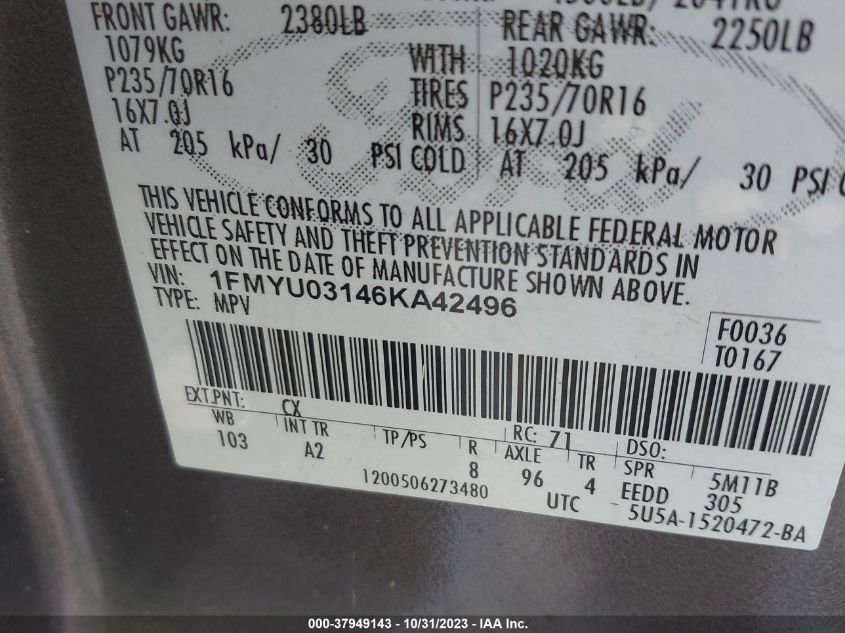 FRONT GAWR: 2380LB REAR GAWR: 2250LB
1079KG WITH 1020KG
P235/70R16 TIRES P235/70R16
16X7.0J RIMS 16X7.0J
AT 205 kPa/ 30 PSI COLD AT 205 kPa/ 30 PSI
THIS VEHICLE CONFORMS TO ALL APPLICABLE FEDERAL MOTOR
VEHICLE SAFETY AND THEFT PREVENTION STANDARDS IN
EFFECT ON THE DATE OF MANUFACTURE SHOWN ABOVE.
VIN: 1FMYU03146KA42496
TYPE: MPV
F0036
T0167
EXT.PNT: CX RC: 71 DSO:
WB INT TR TP/PS R AXLE TR SPR
103 A2 8 96 4 EEDD 305 5M11B
1200506273480 UTC 5U5A-1520472-BA
Ford
000-37949143 - 10/31/2023 - IAA Inc.